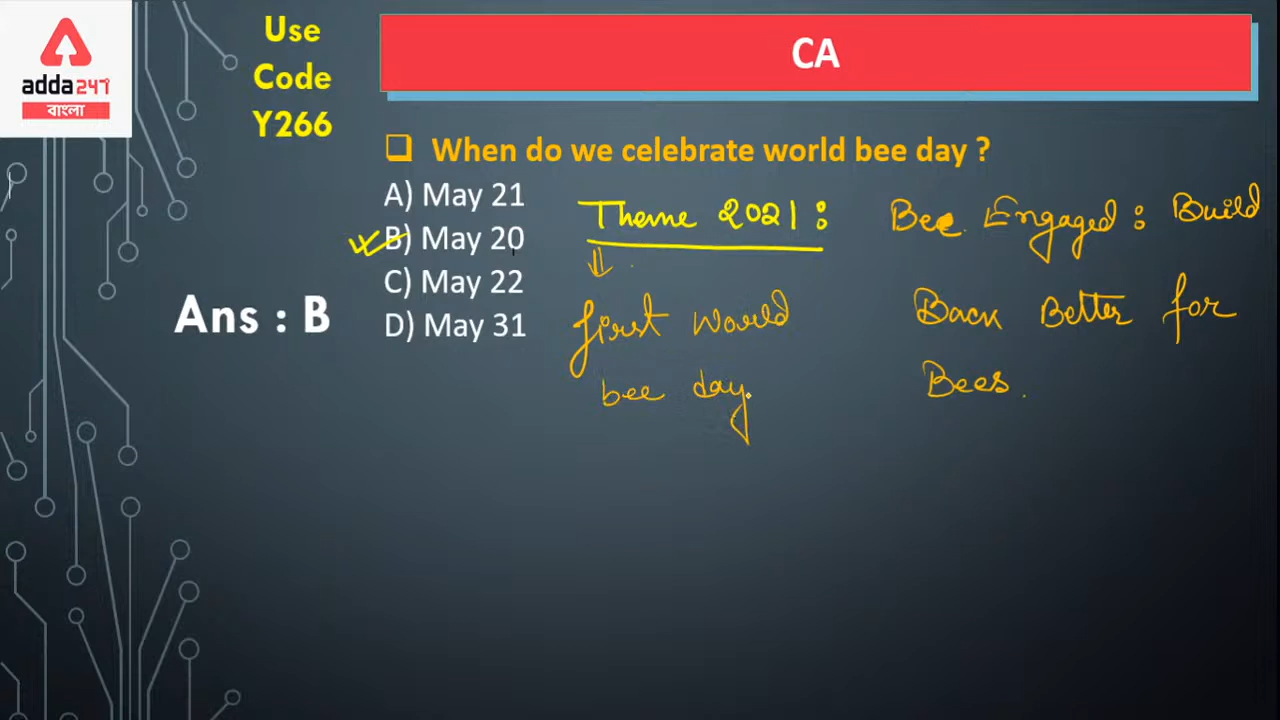 adda247
বাংলা
Use
Code
Y266
CA
When do we celebrate world bee day ?
A) May 21
B) May 20
C) May 22
D) May 31
Ans : B
Theme 2021 :
Bee Engaged : Build
Back Better for
Bees.
first World
bee day